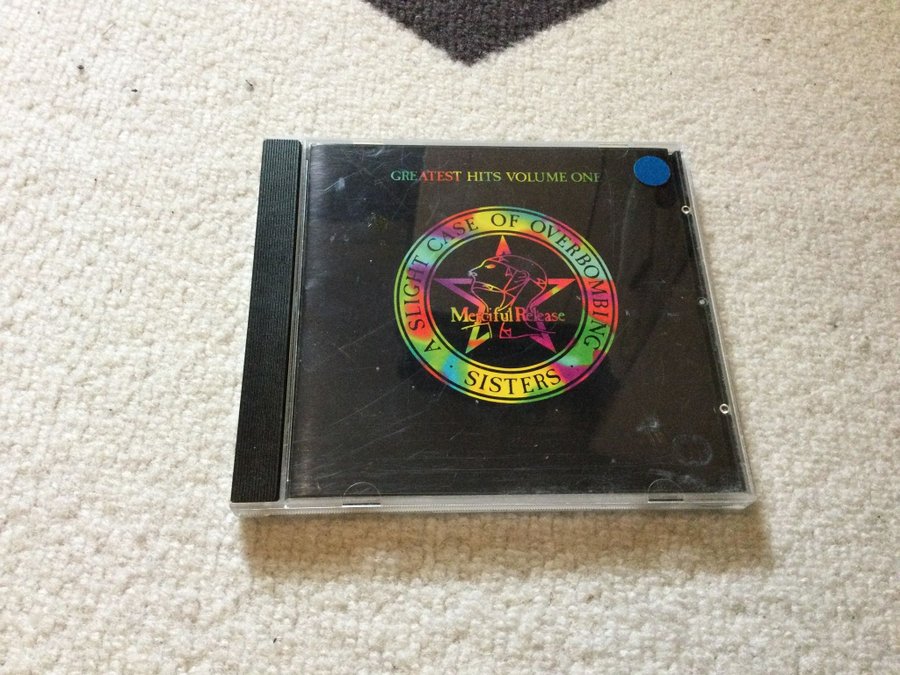 GREATEST HITS VOLUME ONE
A SLIGHT CASE OF OVERBOMBING
Merciful Release
· SISTERS ·